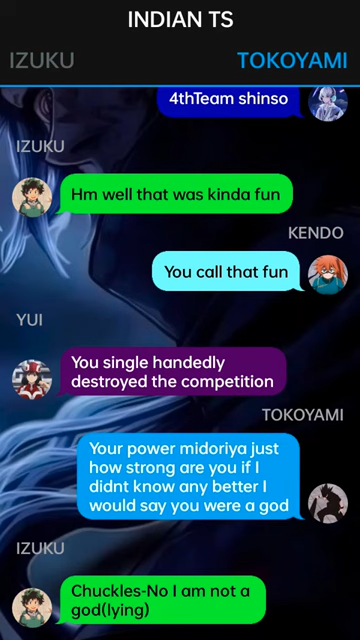 INDIAN TS
IZUKU
TOKOYAMI
4thTeam shinso
IZUKU
Hm well that was kinda fun
KENDO
You call that fun
YUI
You single handedly
destroyed the competition
TOKOYAMI
Your power midoriya just
how strong are you if I
didnt know any better I
would say you were a god
IZUKU
Chuckles-No I am not a
god(lying)